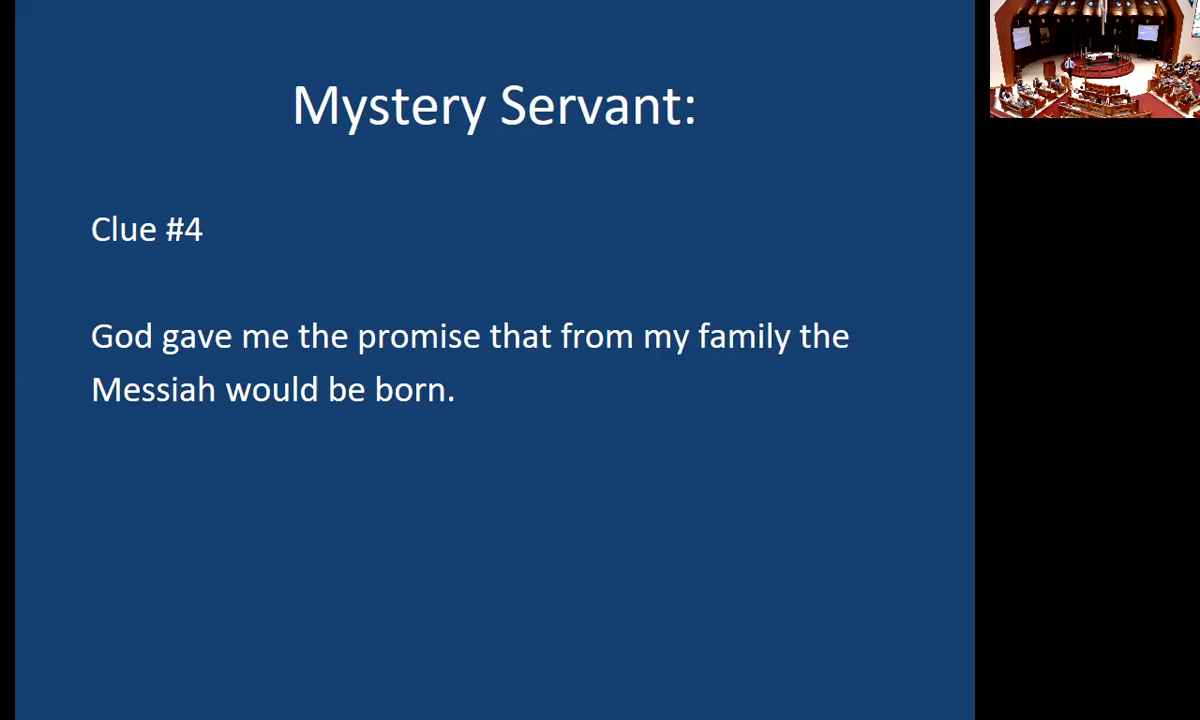 Mystery Servant:
Clue #4
God gave me the promise that from my family the
Messiah would be born.